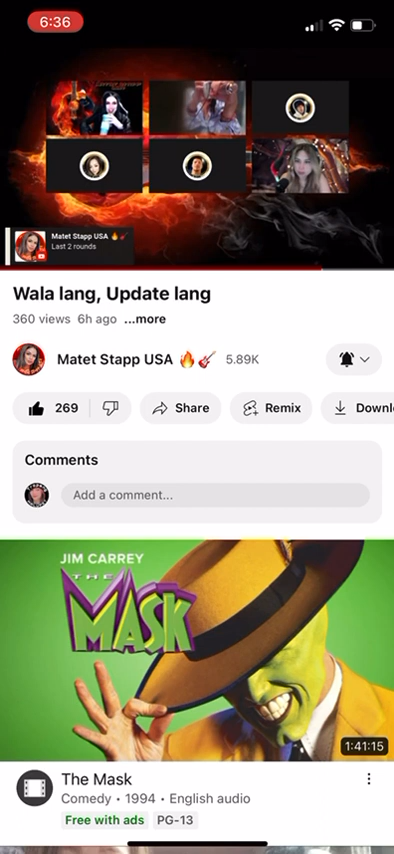 6:36
Matet Stapp USA 🔥🎸
Last 2 rounds
Wala lang, Update lang
360 views 6h ago ...more
Matet Stapp USA 🔥🎸 5.89K
269 Share Remix Downl
Comments
Add a comment...
JIM CARREY
THE
MASK
1:41:15
The Mask
Comedy • 1994 • English audio
Free with ads PG-13